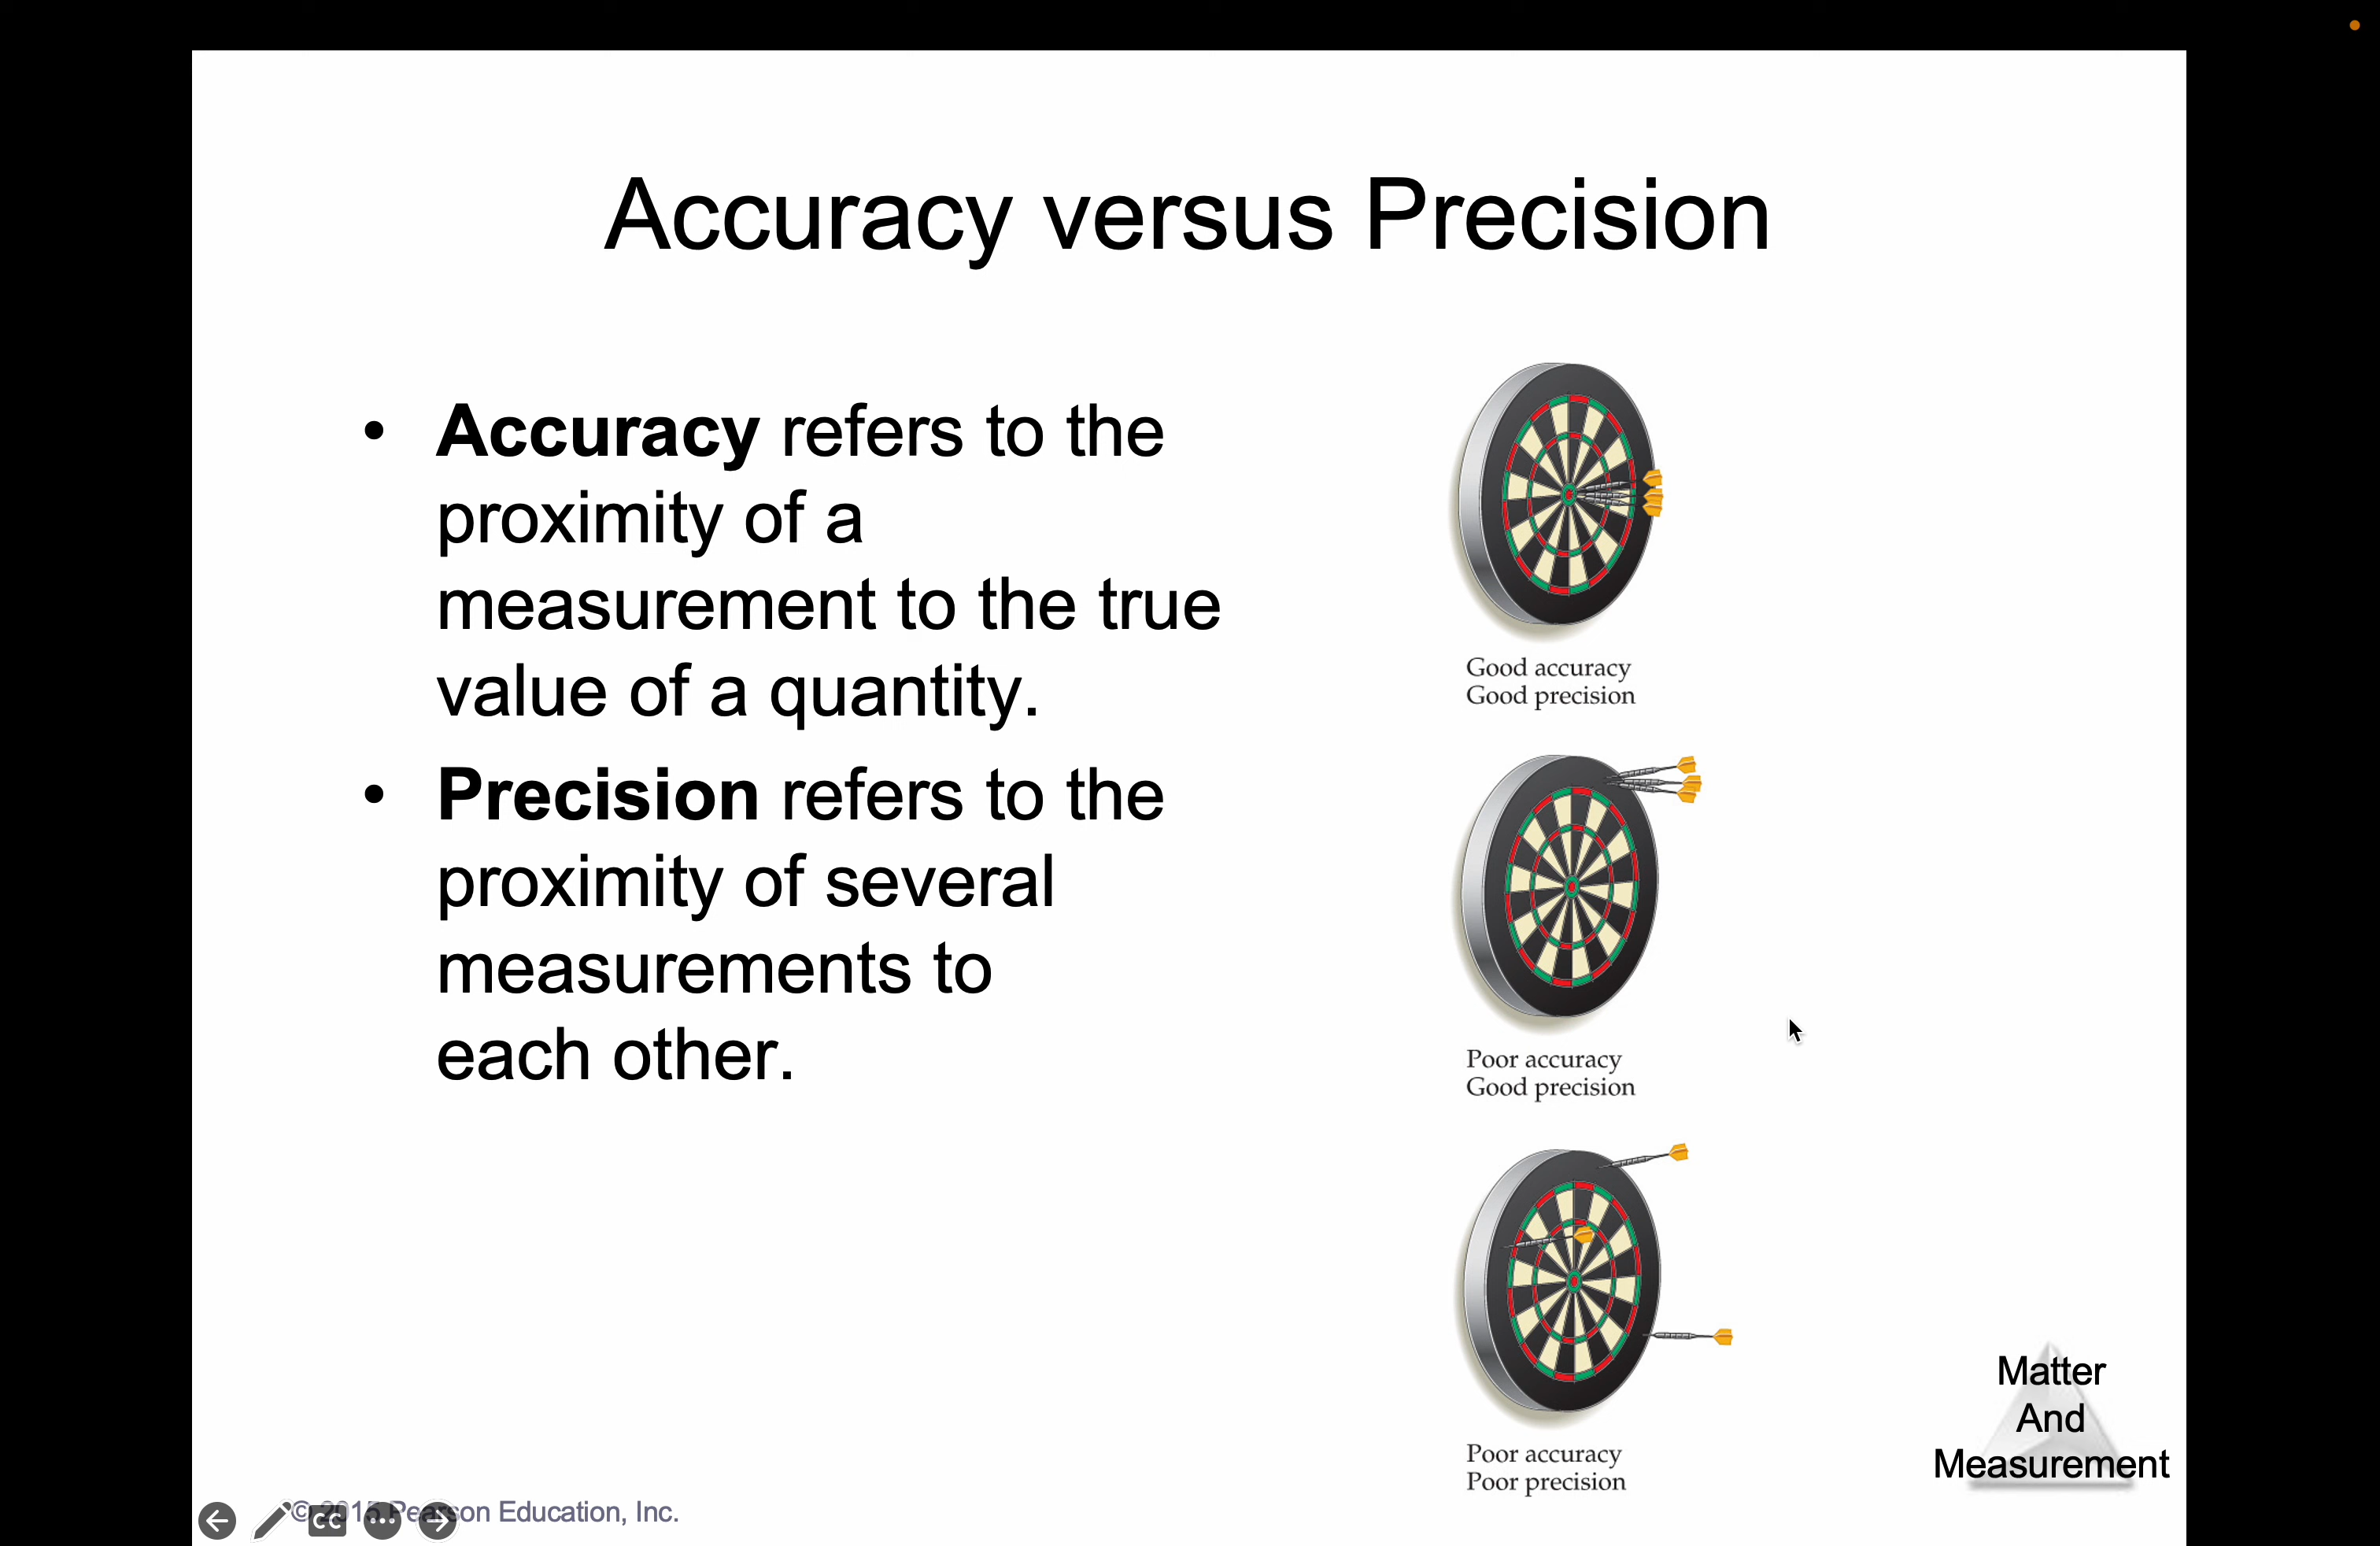 Accuracy versus Precision
• Accuracy refers to the
proximity of a
measurement to the true
value of a quantity.
• Precision refers to the
proximity of several
measurements to
each other.
Good accuracy
Good precision
Poor accuracy
Good precision
Poor accuracy
Poor precision
Matter
And
Measurement
© 2015 Pearson Education, Inc.
CC